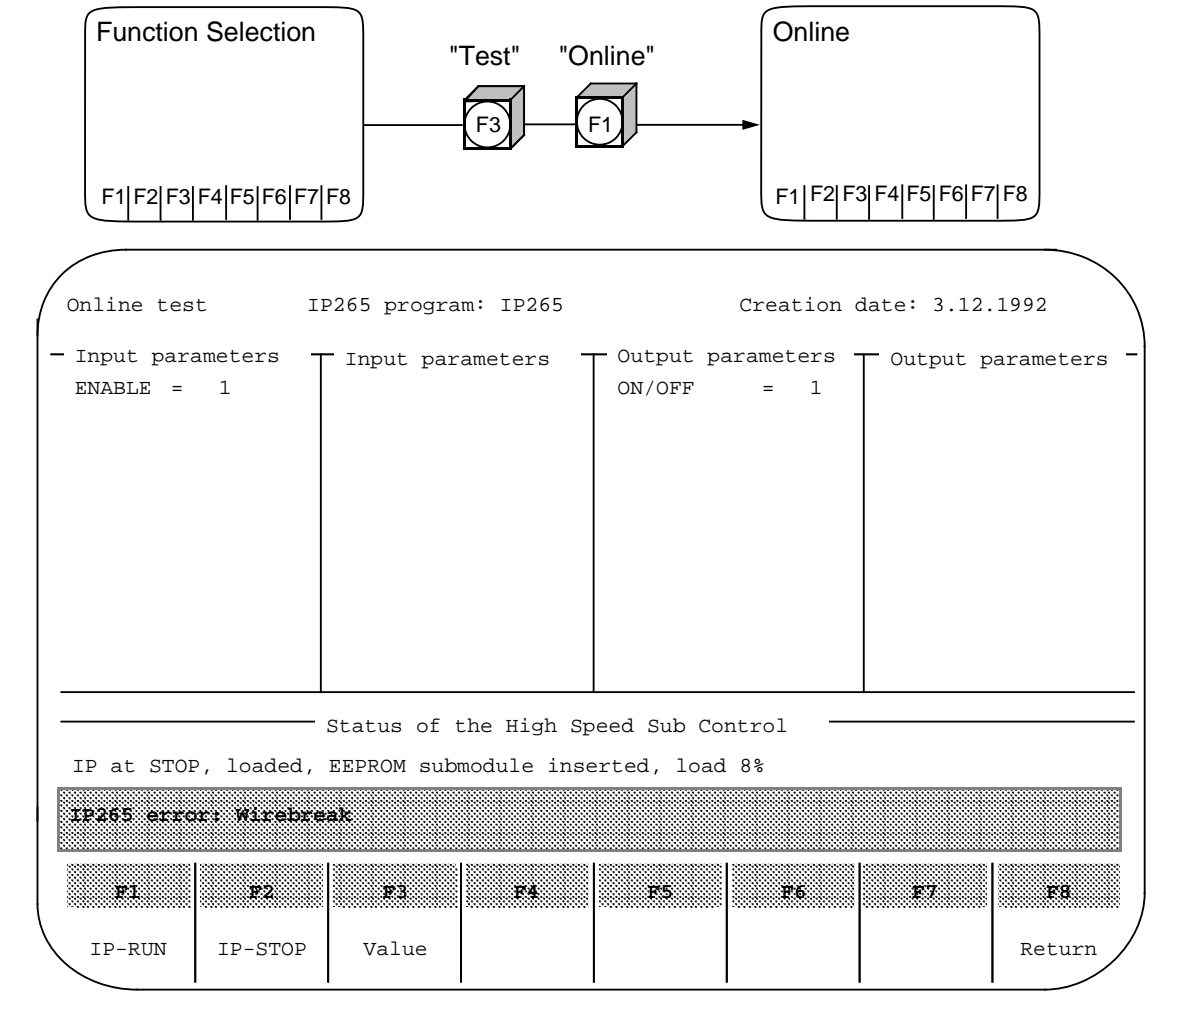 Function Selection
"Test" "Online"
Online
F3 F1
F1 F2 F3 F4 F5 F6 F7 F8
F1 F2 F3 F4 F5 F6 F7 F8
Online test IP265 program: IP265 Creation date: 3.12.1992
Input parameters Input parameters Output parameters Output parameters
ENABLE = 1 ON/OFF = 1
Status of the High Speed Sub Control
IP at STOP, loaded, EEPROM submodule inserted, load 8%
IP265 error: Wirebreak
F1 F2 F3 F4 F5 F6 F7 F8
IP-RUN IP-STOP Value Return